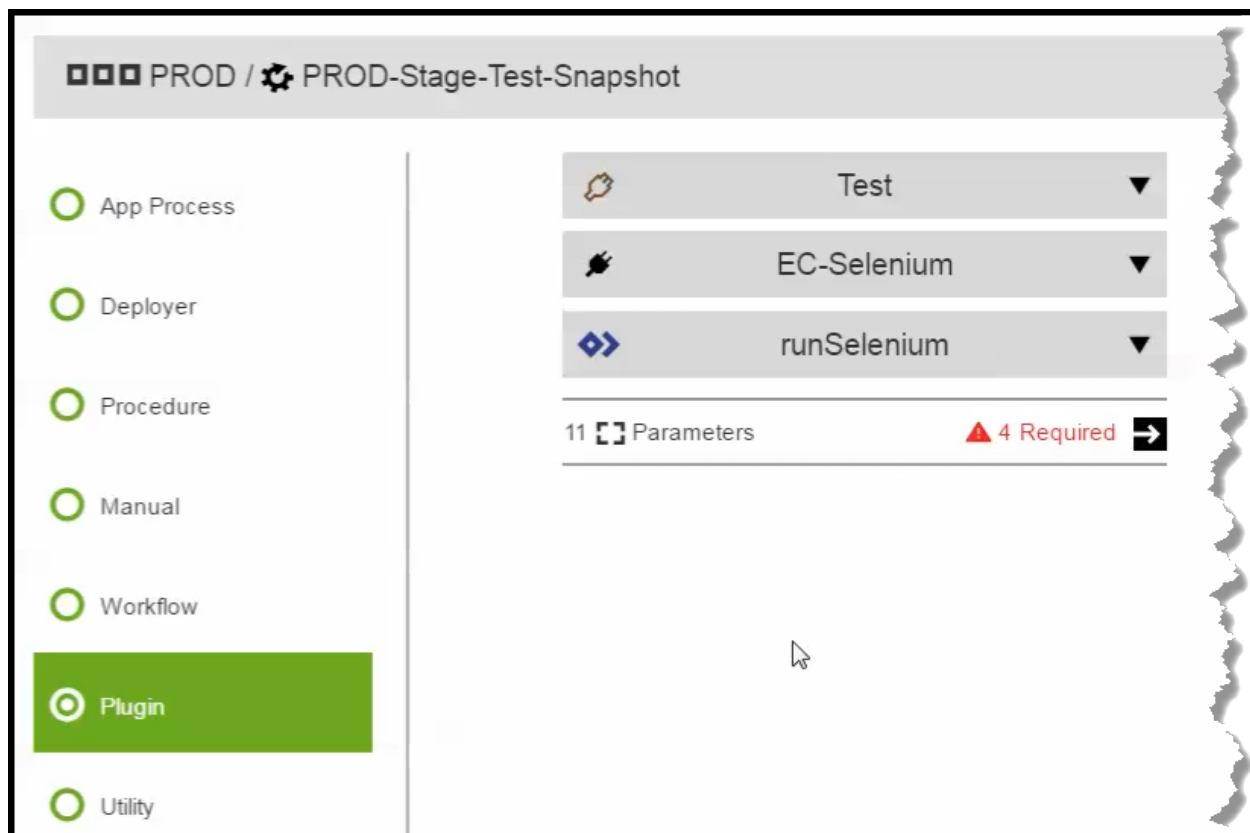 PROD / PROD-Stage-Test-Snapshot
App Process
Deployer
Procedure
Manual
Workflow
Plugin
Utility
Test
EC-Selenium
runSelenium
11 Parameters 4 Required